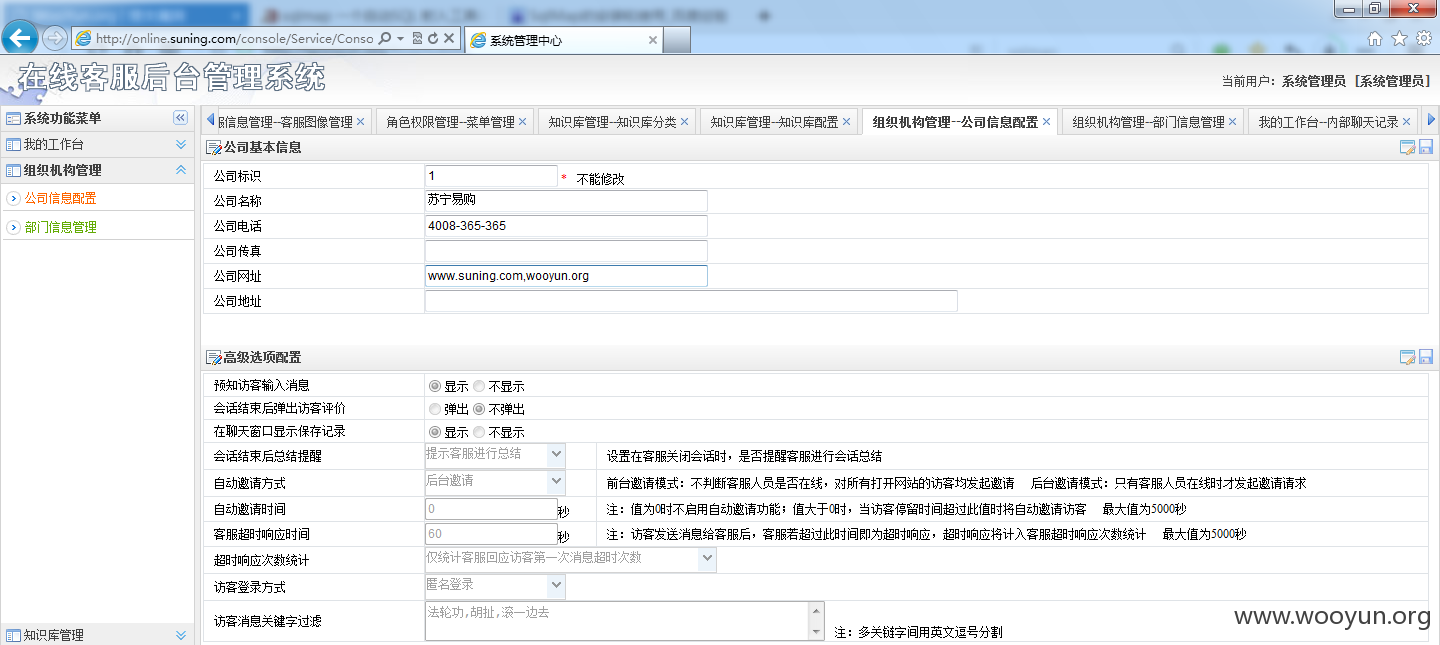 http://online.suning.com/console/Service/Conso
系统管理中心
在线客服后台管理系统
当前用户：系统管理员 [系统管理员]
系统功能菜单
我的工作台
组织机构管理
公司信息配置
部门信息管理
知识库管理
信息管理--客服图像管理 角色权限管理--菜单管理 知识库管理--知识库分类 知识库管理--知识库配置 组织机构管理--公司信息配置 组织机构管理--部门信息管理 我的工作台--内部聊天记录
公司基本信息
公司标识 1 * 不能修改
公司名称 苏宁易购
公司电话 4008-365-365
公司传真
公司网址 www.suning.com,wooyun.org
公司地址
高级选项配置
预知访客输入消息 显示 不显示
会话结束后弹出访客评价 弹出 不弹出
在聊天窗口显示保存记录 显示 不显示
会话结束后总结提醒 提示客服进行总结 设置在客服关闭会话时，是否提醒客服进行会话总结
自动邀请方式 后台邀请 前台邀请模式：不判断客服人员是否在线，对所有打开网站的访客均发起邀请 后台邀请模式：只有客服人员在线时才发起邀请请求
自动邀请时间 0 秒 注：值为0时不启用自动邀请功能；值大于0时，当访客停留时间超过此值时将自动邀请访客 最大值为5000秒
客服超时响应时间 60 秒 注：访客发送消息给客服后，客服若超过此时间即为超时响应，超时响应将计入客服超时响应次数统计 最大值为5000秒
超时响应次数统计 仅统计客服回应访客第一次消息超时次数
访客登录方式 匿名登录
访客消息关键字过滤 法轮功,胡扯,滚一边去 注：多关链字间用英文逗号分割
www.wooyun.org